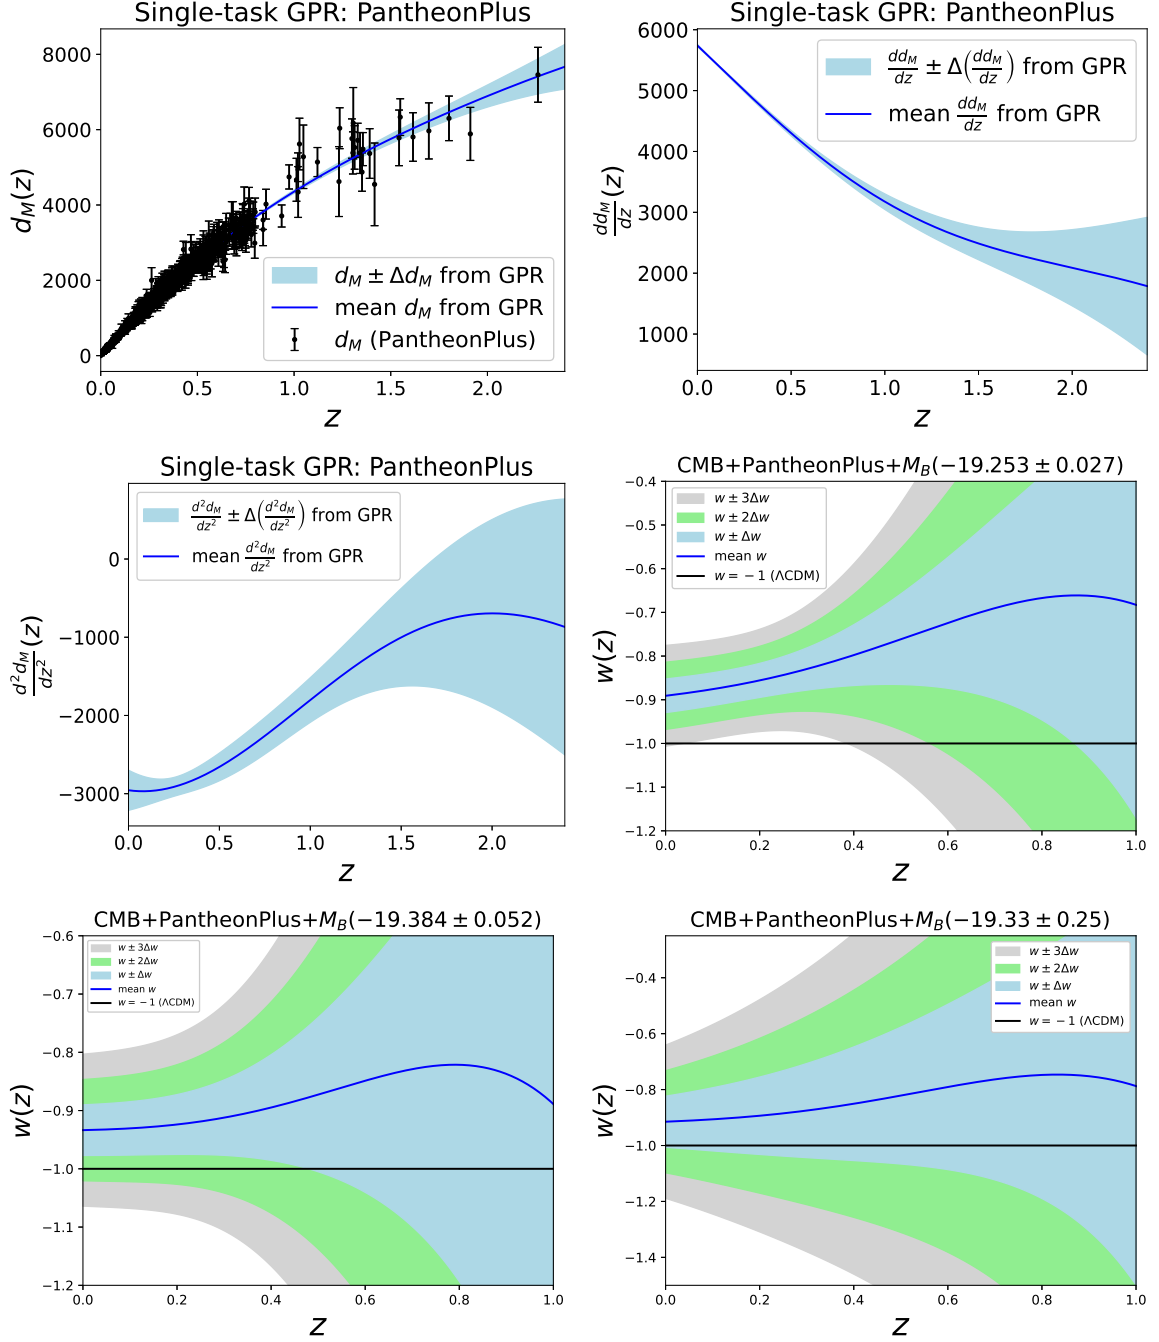 Single-task GPR: PantheonPlus
8000
6000
4000
2000
0
d_M(z)
d_M ± Δd_M from GPR
mean d_M from GPR
d_M (PantheonPlus)
0.0 0.5 1.0 1.5 2.0
z
Single-task GPR: PantheonPlus
6000
5000
4000
3000
2000
1000
dd_M/dz (z)
dd_M/dz ± Δ(dd_M/dz) from GPR
mean dd_M/dz from GPR
0.0 0.5 1.0 1.5 2.0
z
Single-task GPR: PantheonPlus
0
−1000
−2000
−3000
d²d_M/dz² (z)
d²d_M/dz² ± Δ(d²d_M/dz²) from GPR
mean d²d_M/dz² from GPR
0.0 0.5 1.0 1.5 2.0
z
CMB+PantheonPlus+M_B(−19.253 ± 0.027)
−0.4
−0.5
−0.6
−0.7
−0.8
−0.9
−1.0
−1.1
−1.2
w(z)
w ± 3Δw
w ± 2Δw
w ± Δw
mean w
w = −1 (ΛCDM)
0.0 0.2 0.4 0.6 0.8 1.0
z
CMB+PantheonPlus+M_B(−19.384 ± 0.052)
−0.6
−0.7
−0.8
−0.9
−1.0
−1.1
−1.2
w(z)
w ± 3Δw
w ± 2Δw
w ± Δw
mean w
w = −1 (ΛCDM)
0.0 0.2 0.4 0.6 0.8 1.0
z
CMB+PantheonPlus+M_B(−19.33 ± 0.25)
−0.4
−0.6
−0.8
−1.0
−1.2
−1.4
w(z)
w ± 3Δw
w ± 2Δw
w ± Δw
mean w
w = −1 (ΛCDM)
0.0 0.2 0.4 0.6 0.8 1.0
z